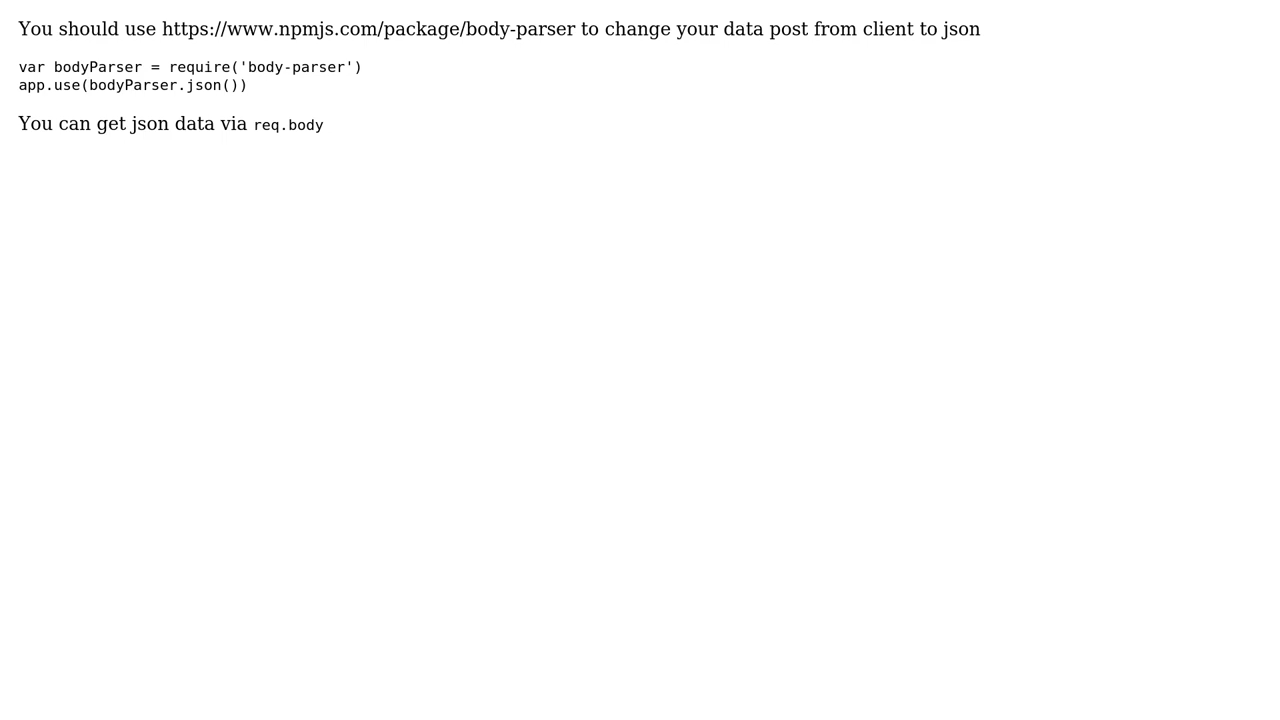 You should use https://www.npmjs.com/package/body-parser to change your data post from client to json
var bodyParser = require('body-parser')
app.use(bodyParser.json())
You can get json data via req.body